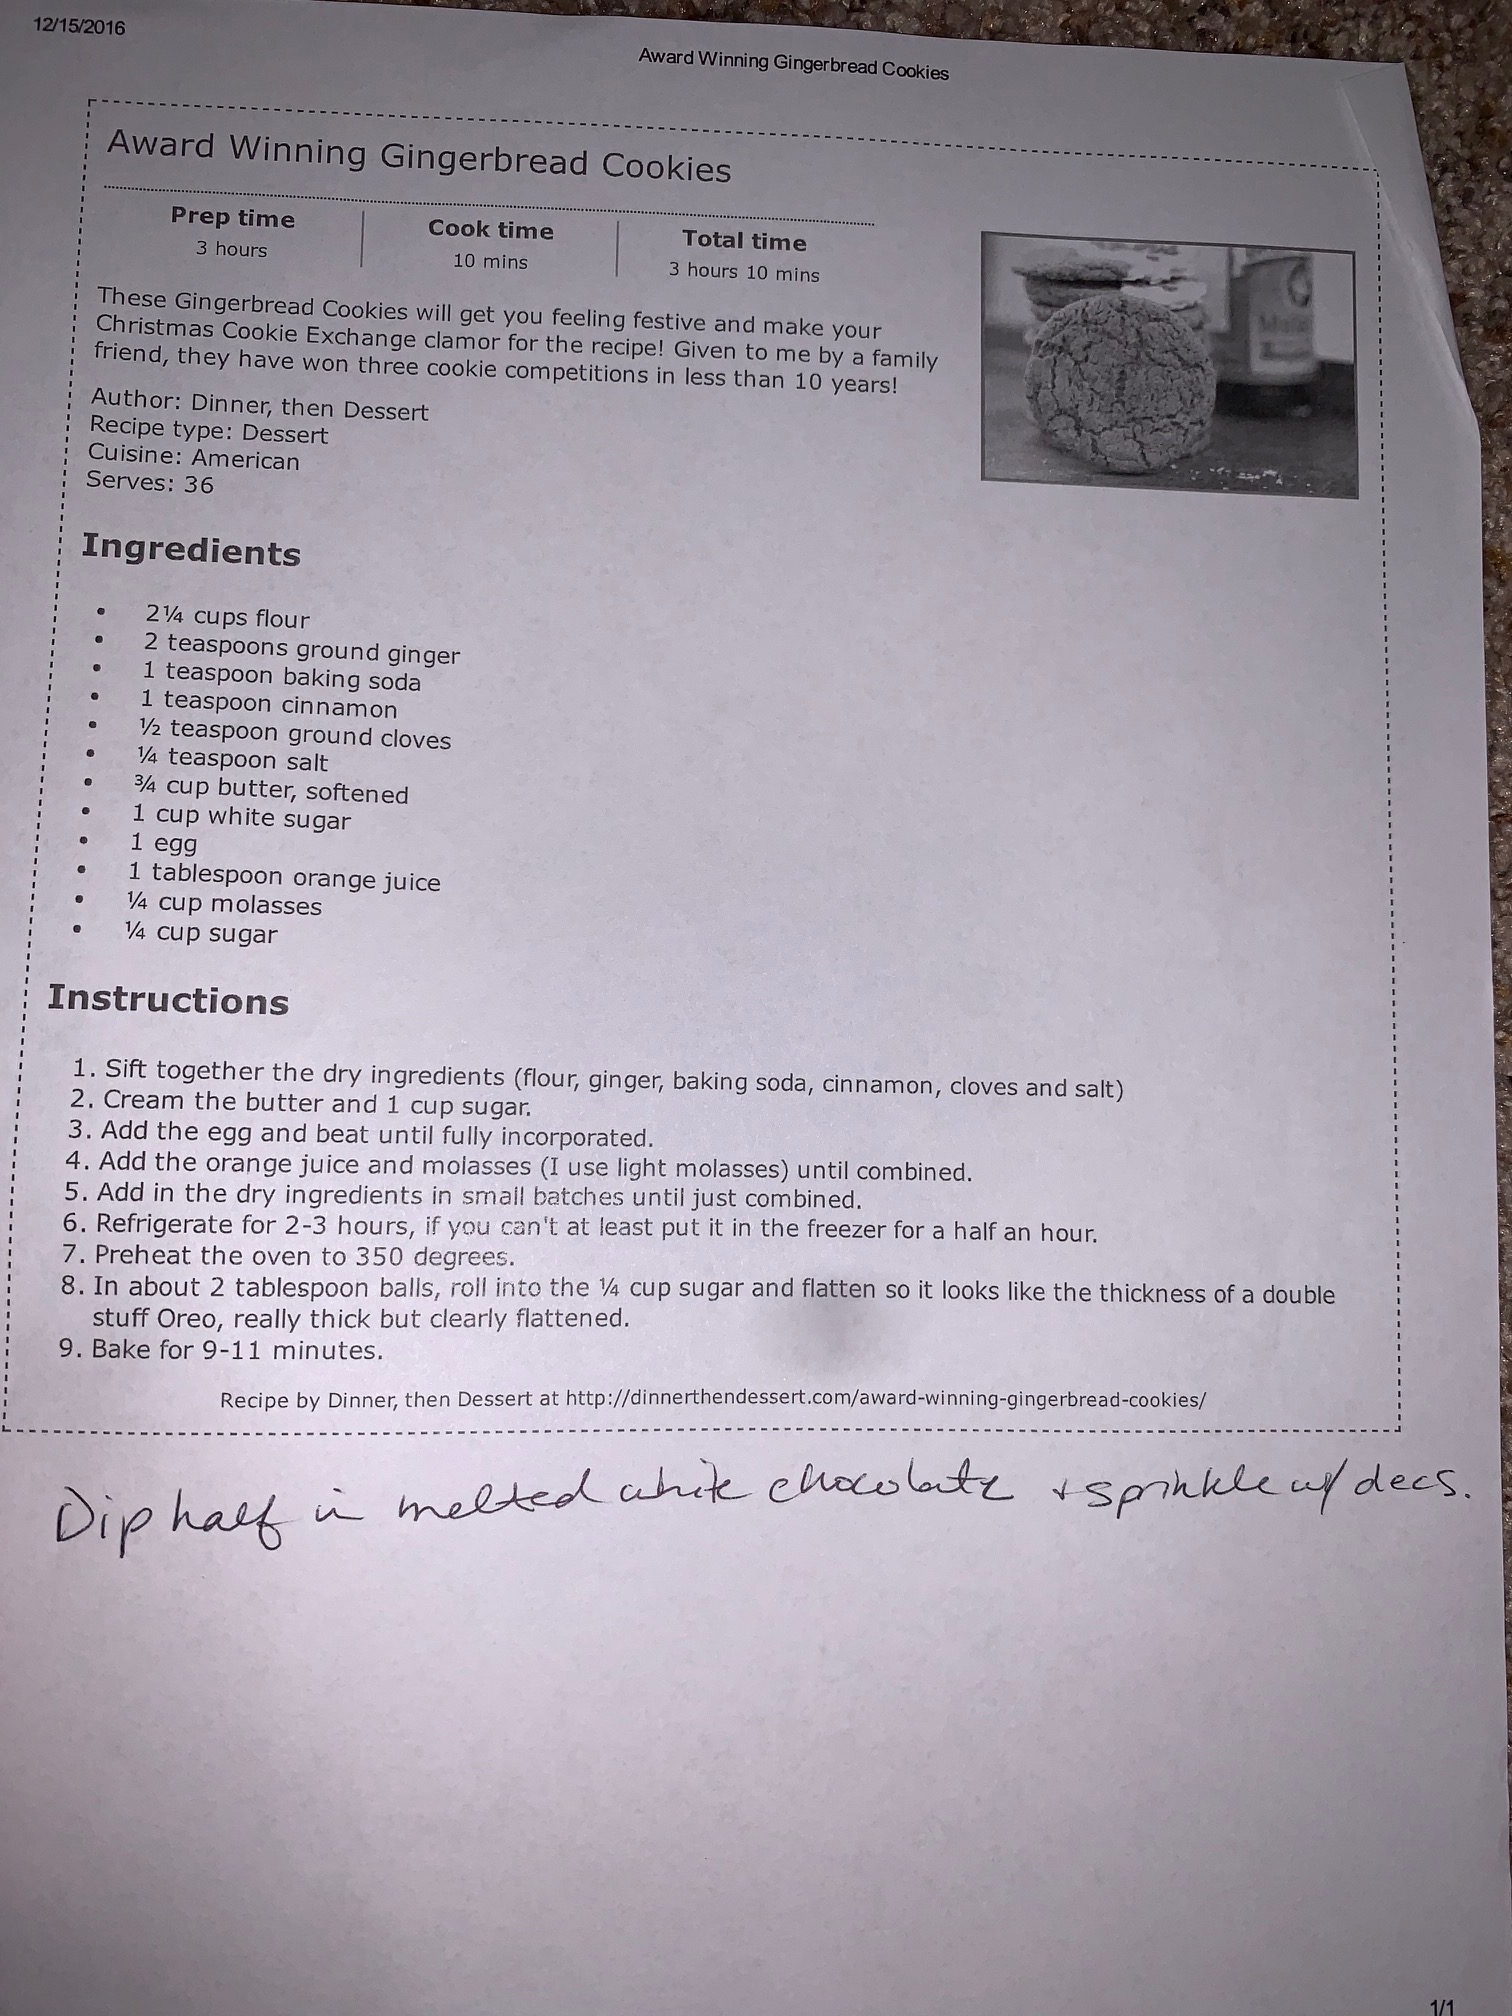 12/15/2016
Award Winning Gingerbread Cookies
Award Winning Gingerbread Cookies
Prep time Cook time Total time
3 hours 10 mins 3 hours 10 mins
These Gingerbread Cookies will get you feeling festive and make your
Christmas Cookie Exchange clamor for the recipe! Given to me by a family
friend, they have won three cookie competitions in less than 10 years!
Author: Dinner, then Dessert
Recipe type: Dessert
Cuisine: American
Serves: 36
Ingredients
• 2¼ cups flour
• 2 teaspoons ground ginger
• 1 teaspoon baking soda
• 1 teaspoon cinnamon
• ½ teaspoon ground cloves
• ¼ teaspoon salt
• ¾ cup butter, softened
• 1 cup white sugar
• 1 egg
• 1 tablespoon orange juice
• ¼ cup molasses
• ¼ cup sugar
Instructions
1. Sift together the dry ingredients (flour, ginger, baking soda, cinnamon, cloves and salt)
2. Cream the butter and 1 cup sugar.
3. Add the egg and beat until fully incorporated.
4. Add the orange juice and molasses (I use light molasses) until combined.
5. Add in the dry ingredients in small batches until just combined.
6. Refrigerate for 2-3 hours, if you can't at least put it in the freezer for a half an hour.
7. Preheat the oven to 350 degrees.
8. In about 2 tablespoon balls, roll into the ¼ cup sugar and flatten so it looks like the thickness of a double
stuff Oreo, really thick but clearly flattened.
9. Bake for 9-11 minutes.
Recipe by Dinner, then Dessert at http://dinnerthendessert.com/award-winning-gingerbread-cookies/
Dip half in melted white chocolate + sprinkle w/ decs.
1/1